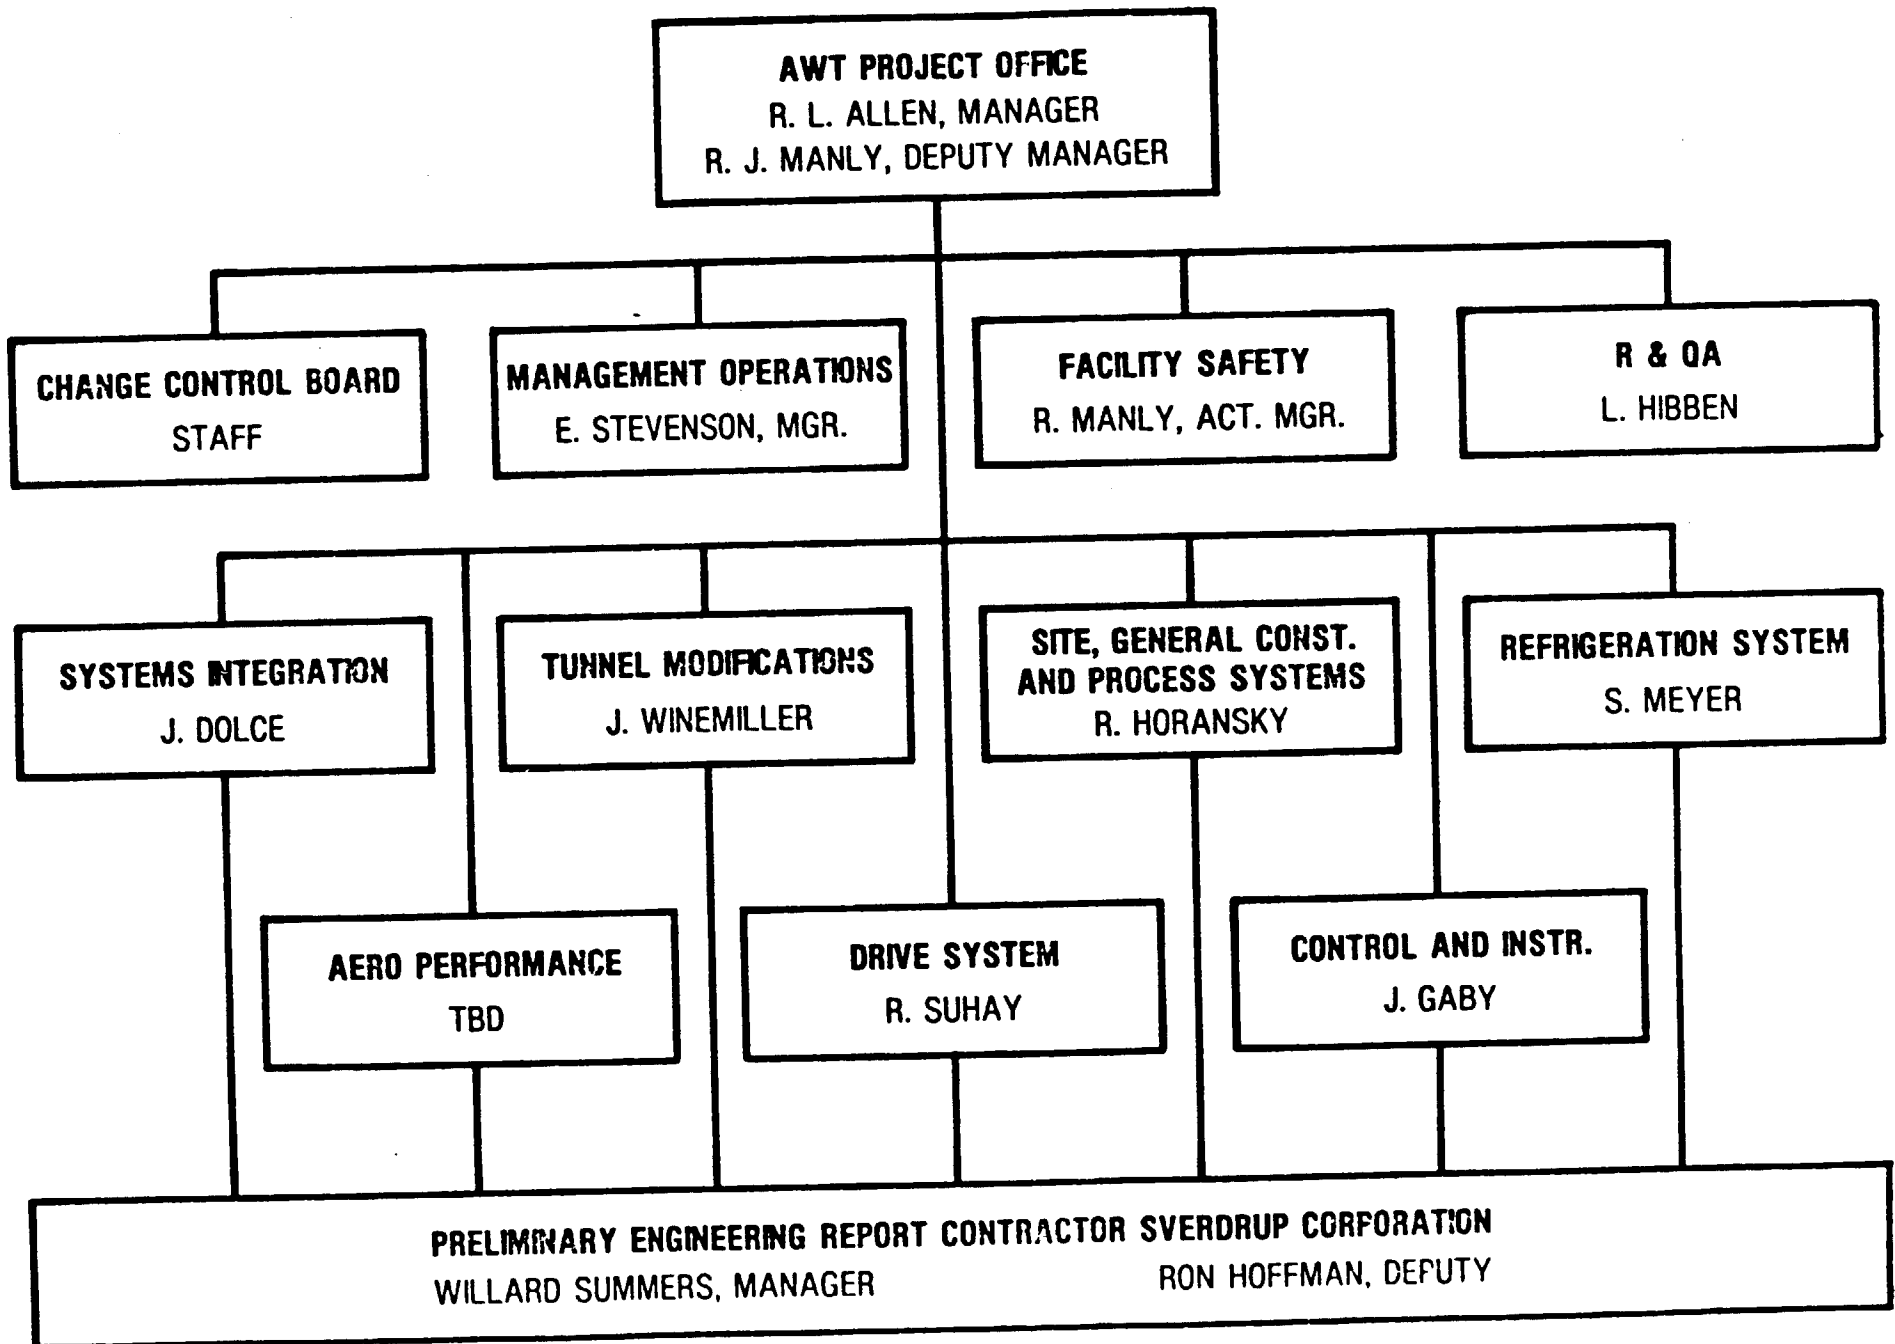 AWT PROJECT OFFICE
R. L. ALLEN, MANAGER
R. J. MANLY, DEPUTY MANAGER
CHANGE CONTROL BOARD
STAFF
MANAGEMENT OPERATIONS
E. STEVENSON, MGR.
FACILITY SAFETY
R. MANLY, ACT. MGR.
R & QA
L. HIBBEN
SYSTEMS INTEGRATION
J. DOLCE
TUNNEL MODIFICATIONS
J. WINEMILLER
SITE, GENERAL CONST.
AND PROCESS SYSTEMS
R. HORANSKY
REFRIGERATION SYSTEM
S. MEYER
AERO PERFORMANCE
TBD
DRIVE SYSTEM
R. SUHAY
CONTROL AND INSTR.
J. GABY
PRELIMINARY ENGINEERING REPORT CONTRACTOR SVERDRUP CORPORATION
WILLARD SUMMERS, MANAGER RON HOFFMAN, DEPUTY